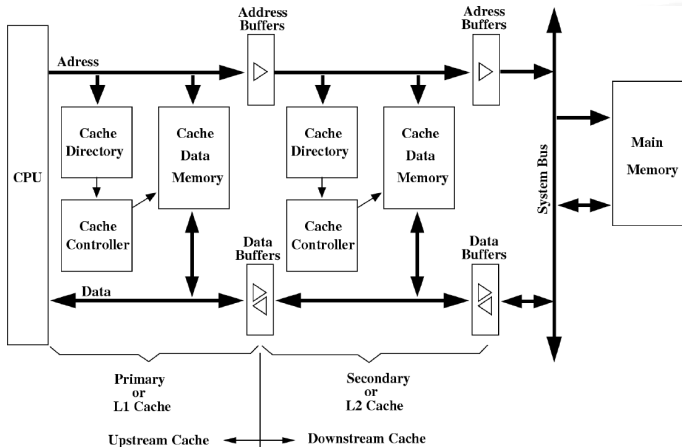 Address
Buffers
Address
Buffers
Adress
Cache
Directory
Cache
Data
Memory
Cache
Directory
Cache
Data
Memory
Main
Memory
CPU
System Bus
Cache
Controller
Cache
Controller
Data
Buffers
Data
Buffers
Data
Primary
or
L1 Cache
Secondary
or
L2 Cache
Upstream Cache
Downstream Cache